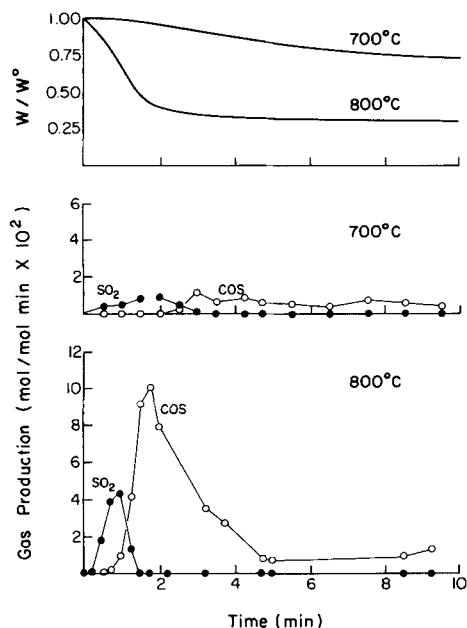 1.00
0.75
0.50
0.25
W / W°
700°C
800°C
6
4
2
700°C
SO2
COS
12
10
8
6
4
2
800°C
COS
SO2
Gas Production (mol/mol min X 10²)
0 2 4 6 8 10
Time (min)